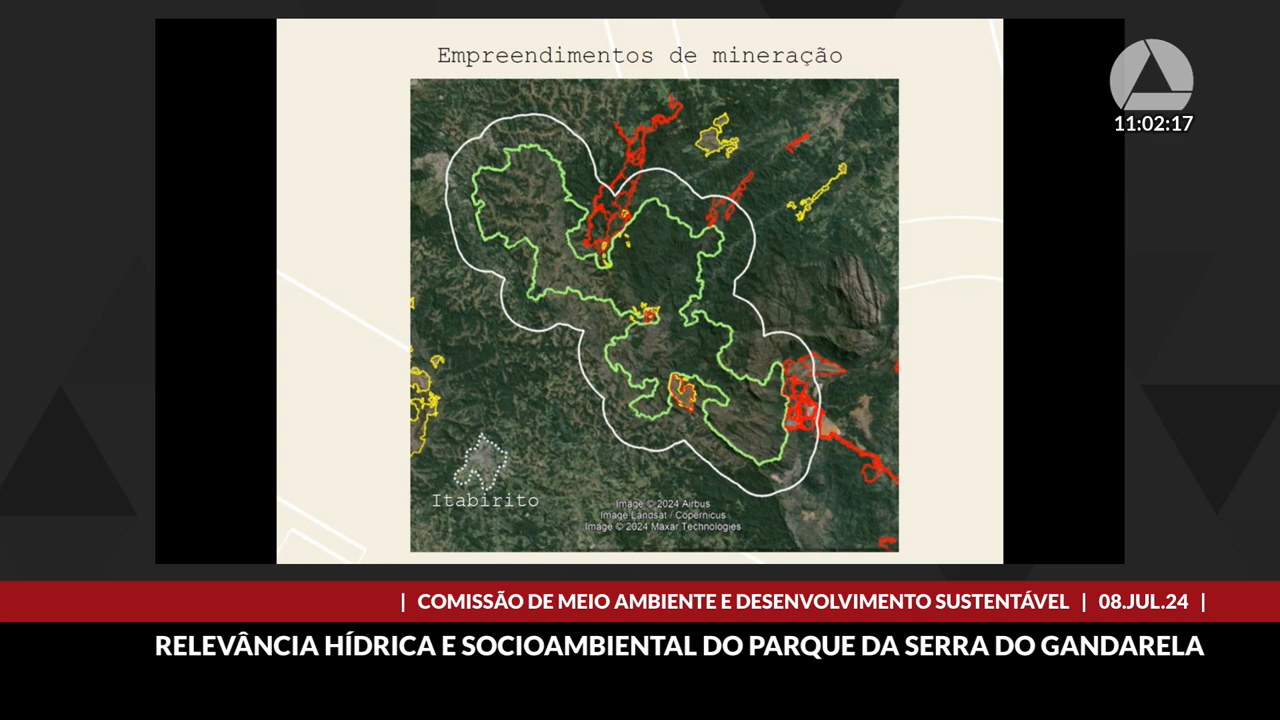 Empreendimentos de mineração
11:02:17
Itabirito
Image © 2024 Airbus
Image Landsat / Copernicus
Image © 2024 Maxar Technologies
| COMISSÃO DE MEIO AMBIENTE E DESENVOLVIMENTO SUSTENTÁVEL | 08.JUL.24 |
RELEVÂNCIA HÍDRICA E SOCIOAMBIENTAL DO PARQUE DA SERRA DO GANDARELA